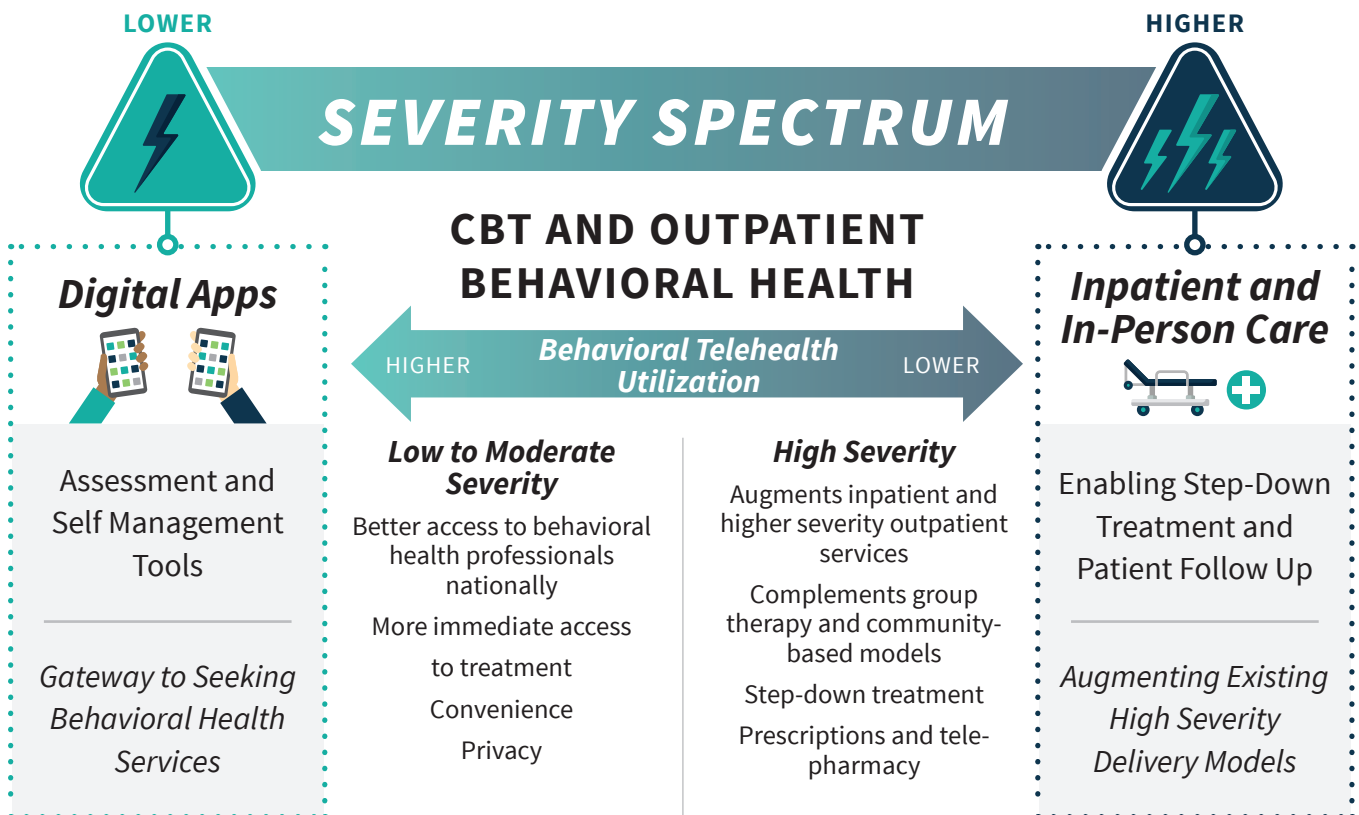 LOWER
HIGHER
SEVERITY SPECTRUM
Digital Apps
Assessment and
Self Management
Tools
Gateway to Seeking
Behavioral Health
Services
CBT AND OUTPATIENT
BEHAVIORAL HEALTH
HIGHER
Behavioral Telehealth
Utilization
LOWER
Low to Moderate
Severity
Better access to behavioral
health professionals
nationally
More immediate access
to treatment
Convenience
Privacy
High Severity
Augments inpatient and
higher severity outpatient
services
Complements group
therapy and community-
based models
Step-down treatment
Prescriptions and tele-
pharmacy
Inpatient and
In-Person Care
Enabling Step-Down
Treatment and
Patient Follow Up
Augmenting Existing
High Severity
Delivery Models